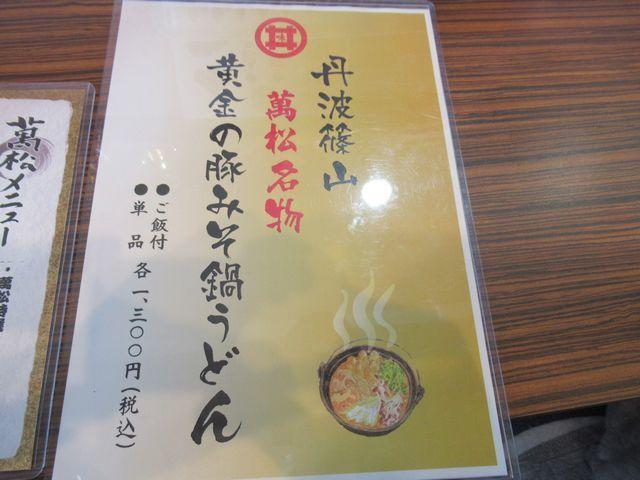 丹波篠山
萬松名物
黄金の豚みそ鍋うどん
●ご飯付
●単品 各一、三〇〇円(税込)
萬松メニュー